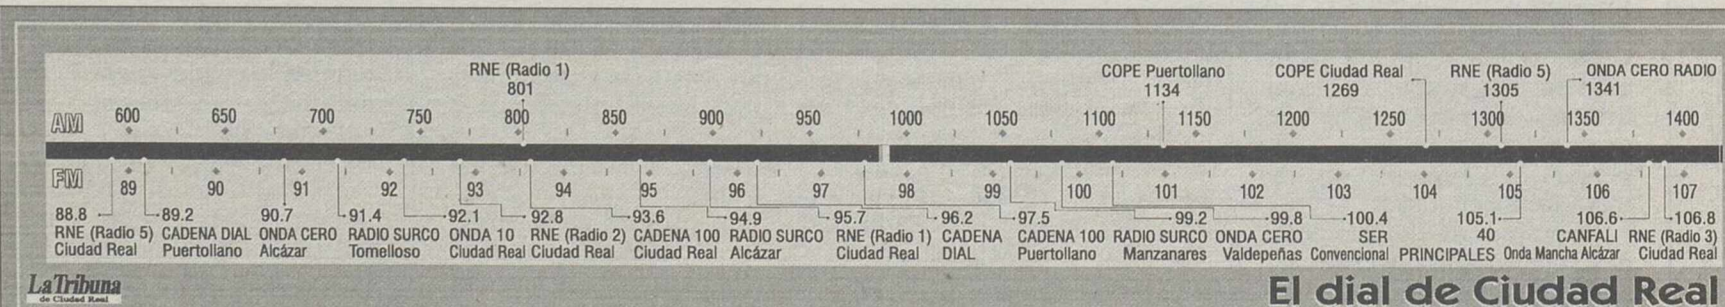 RNE (Radio 1) COPE Puertollano COPE Ciudad Real RNE (Radio 5) ONDA CERO RADIO
801 1134 1269 1305 1341
AM 600 650 700 750 800 850 900 950 1000 1050 1100 1150 1200 1250 1300 1350 1400
FM 89 90 91 92 93 94 95 96 97 98 99 100 101 102 103 104 105 106 107
88.8 89.2 90.7 91.4 92.1 92.8 93.6 94.9 95.7 96.2 97.5 99.2 99.8 100.4 105.1 106.6 106.8
RNE (Radio 5) CADENA DIAL ONDA CERO RADIO SURCO ONDA 10 RNE (Radio 2) CADENA 100 RADIO SURCO RNE (Radio 1) CADENA CADENA 100 RADIO SURCO ONDA CERO SER 40 CANFALI RNE (Radio 3)
Ciudad Real Puertollano Alcázar Tomelloso Ciudad Real Ciudad Real Ciudad Real Alcázar Ciudad Real DIAL Puertollano Manzanares Valdepeñas Convencional PRINCIPALES Onda Mancha Alcázar Ciudad Real
La Tribuna
de Ciudad Real
El dial de Ciudad Real